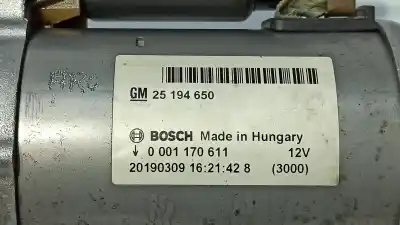 GM 25 194 650
BOSCH Made in Hungary
0 001 170 611 12V
20190309 16:21:42 8 (3000)